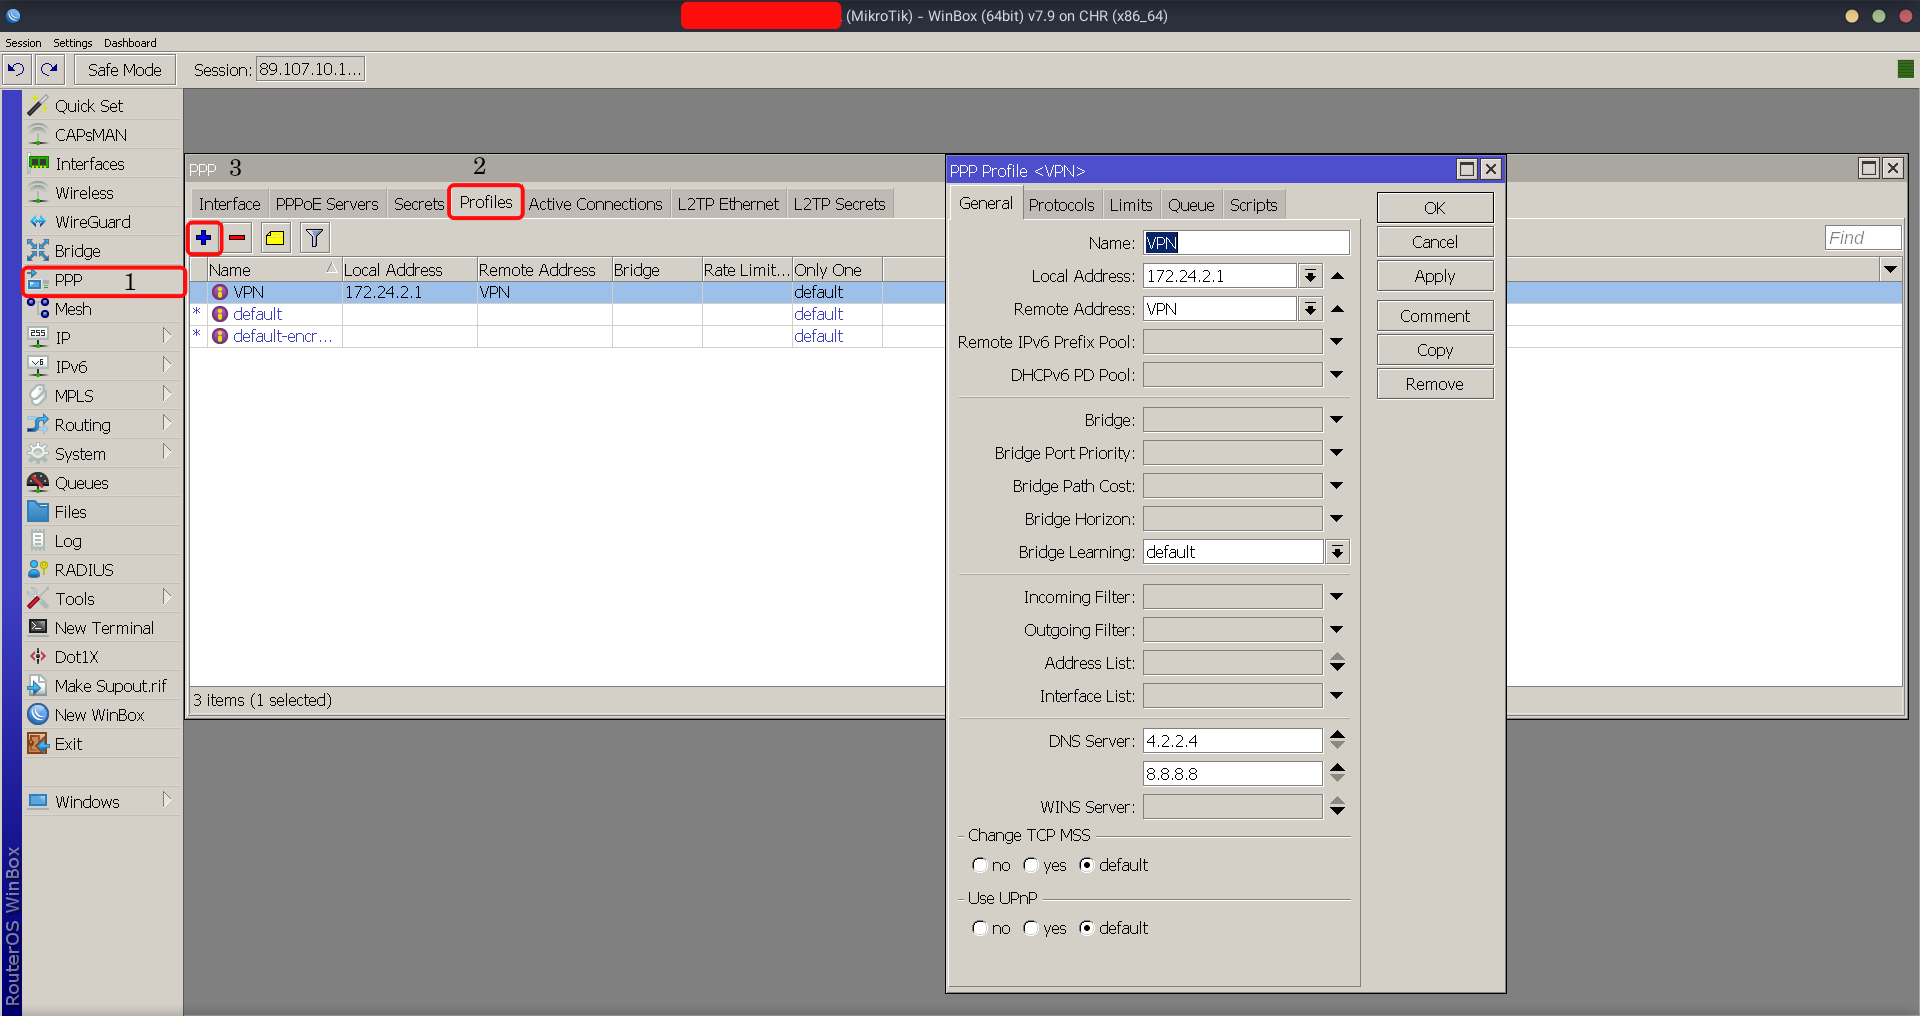 (MikroTik) - WinBox (64bit) v7.9 on CHR (x86_64)
Session Settings Dashboard
Safe Mode Session: 89.107.10.1...
Quick Set
CAPsMAN
Interfaces
Wireless
WireGuard
Bridge
PPP 1
Mesh
255 IP
v6 IPv6
MPLS
Routing
System
Queues
Files
Log
RADIUS
Tools
New Terminal
Dot1X
Make Supout.rif
New WinBox
Exit
Windows
RouterOS WinBox
PPP 3 2
Interface PPPoE Servers Secrets Profiles Active Connections L2TP Ethernet L2TP Secrets
Find
Name Local Address Remote Address Bridge Rate Limit... Only One
VPN 172.24.2.1 VPN default
* default default
* default-encr... default
3 items (1 selected)
PPP Profile <VPN>
General Protocols Limits Queue Scripts
Name: VPN
Local Address: 172.24.2.1
Remote Address: VPN
Remote IPv6 Prefix Pool:
DHCPv6 PD Pool:
Bridge:
Bridge Port Priority:
Bridge Path Cost:
Bridge Horizon:
Bridge Learning: default
Incoming Filter:
Outgoing Filter:
Address List:
Interface List:
DNS Server: 4.2.2.4
8.8.8.8
WINS Server:
Change TCP MSS
no yes default
Use UPnP
no yes default
OK
Cancel
Apply
Comment
Copy
Remove